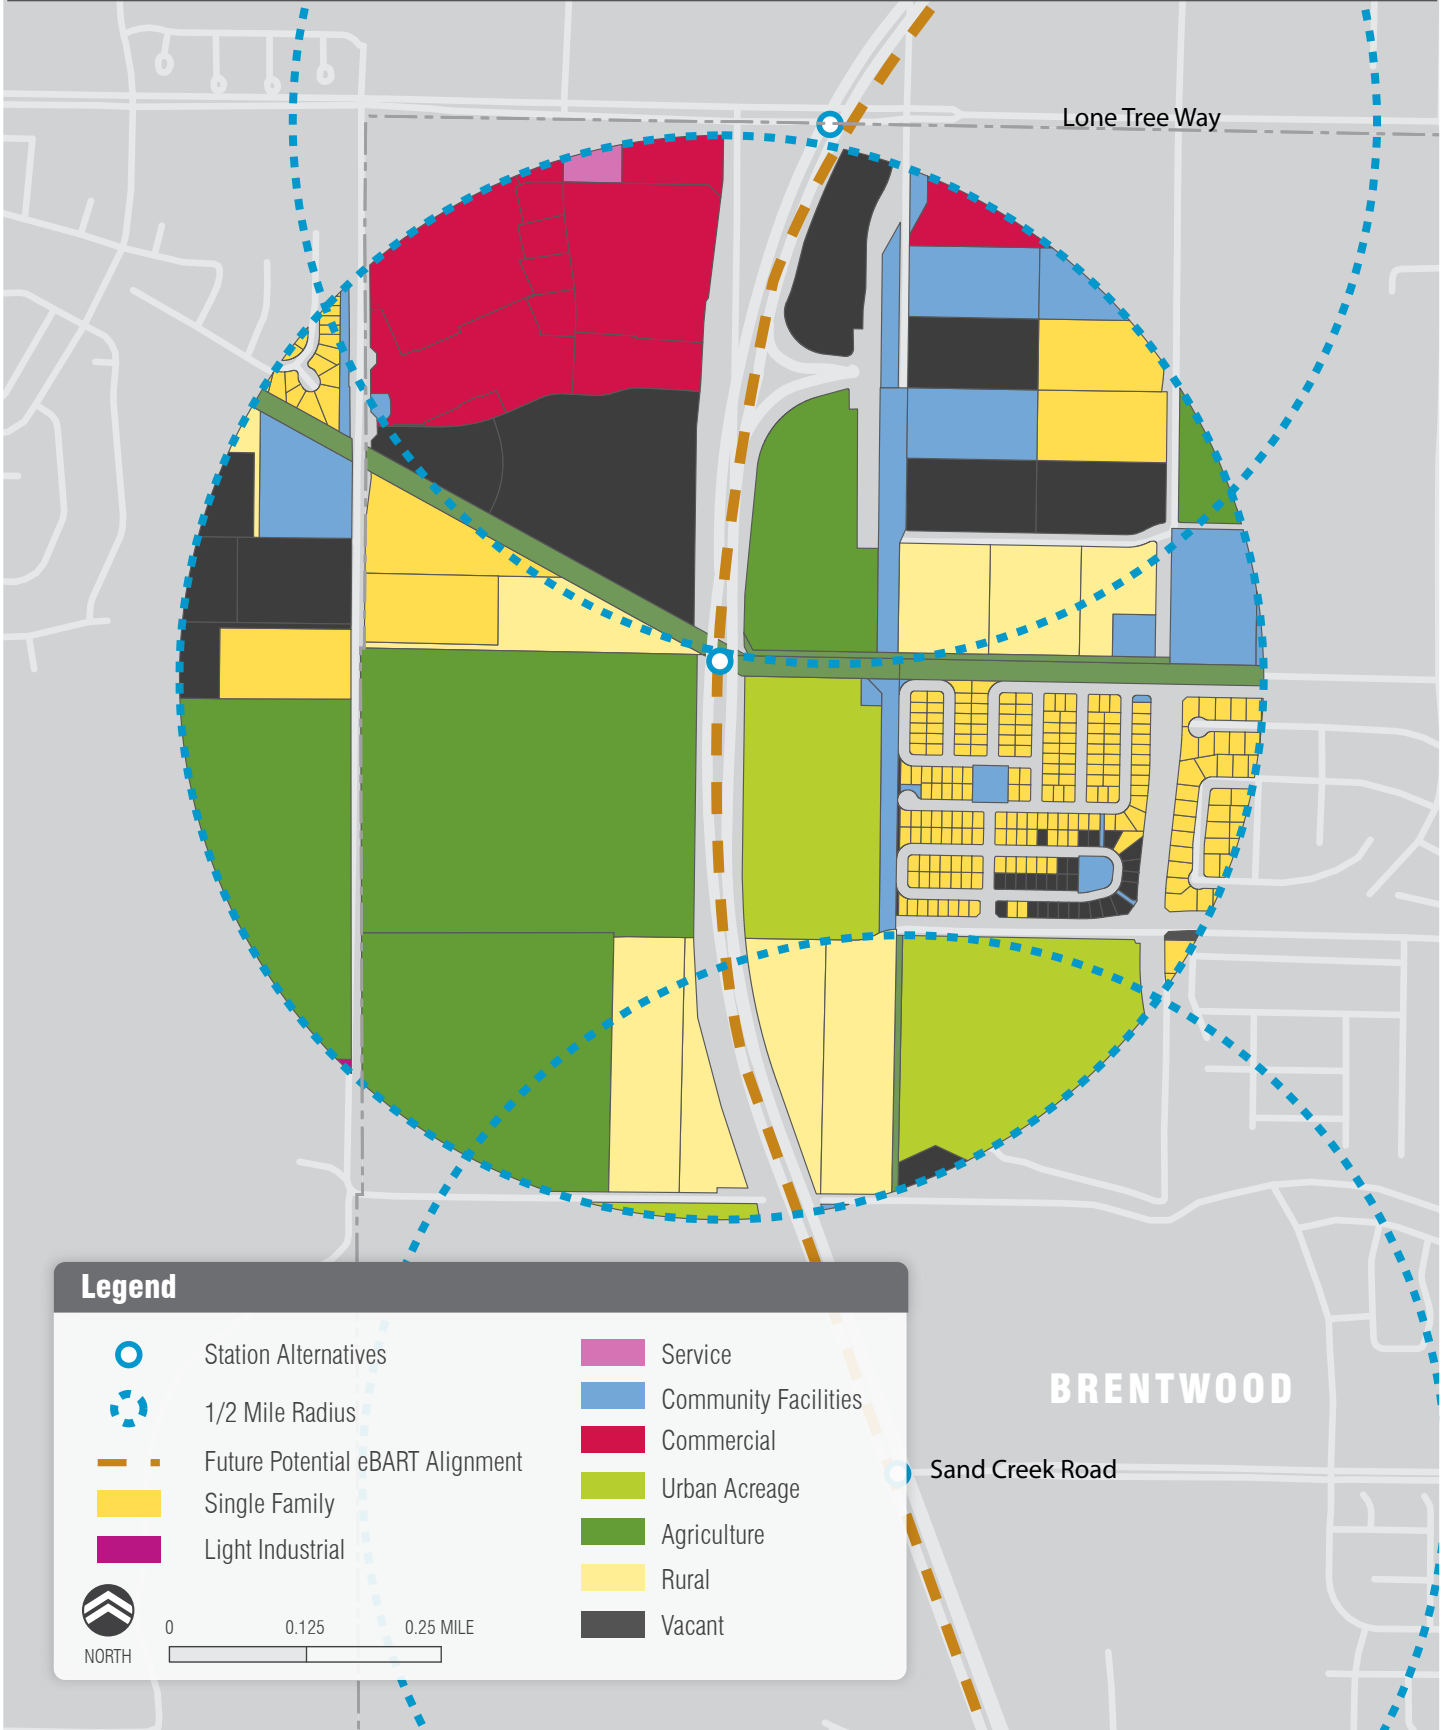 Lone Tree Way
Legend
Station Alternatives
1/2 Mile Radius
Future Potential eBART Alignment
Single Family
Light Industrial
NORTH
0 0.125 0.25 MILE
Service
Community Facilities
Commercial
Urban Acreage
Agriculture
Rural
Vacant
BRENTWOOD
Sand Creek Road